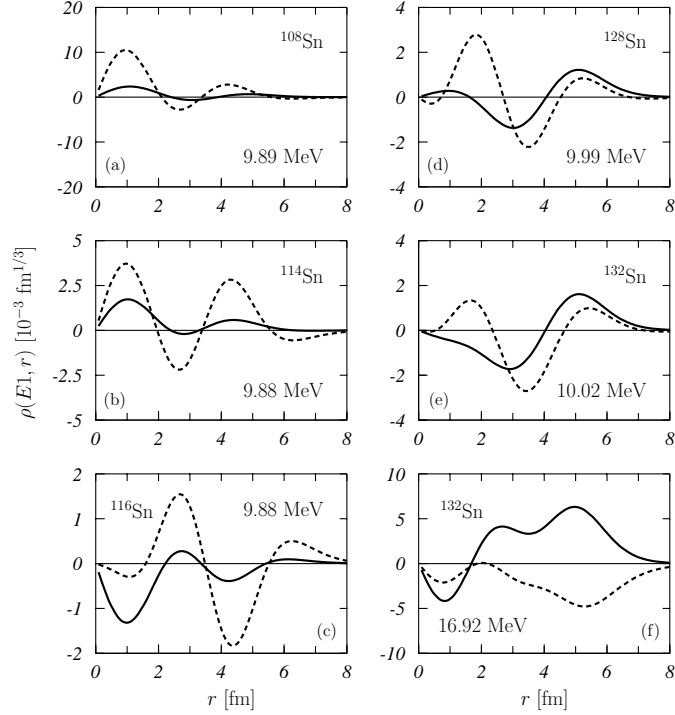 20
10
0
-10
-20
¹⁰⁸Sn
(a)
9.89 MeV
0 2 4 6 8
4
2
0
-2
-4
¹²⁸Sn
(d)
9.99 MeV
0 2 4 6 8
ρ(E1, r) [10⁻³ fm^{1/3}]
5
2.5
0
-2.5
-5
¹¹⁴Sn
(b)
9.88 MeV
0 2 4 6 8
4
2
0
-2
-4
¹³²Sn
(e)
10.02 MeV
0 2 4 6 8
2
1
0
-1
-2
¹¹⁶Sn
9.88 MeV
(c)
0 2 4 6 8
r [fm]
10
5
0
-5
-10
¹³²Sn
16.92 MeV
(f)
0 2 4 6 8
r [fm]